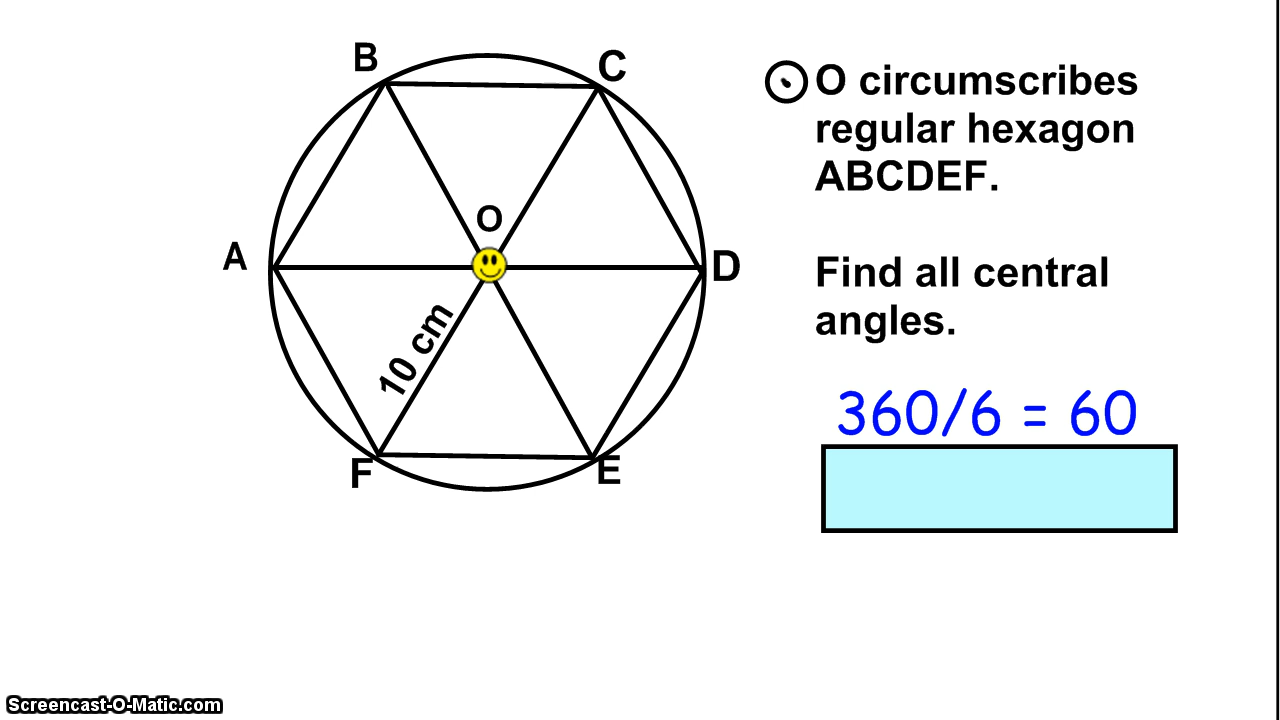 B
C
O
A
D
10 cm
F
E
O circumscribes
regular hexagon
ABCDEF.
Find all central
angles.
360/6 = 60
Screencast-O-Matic.com